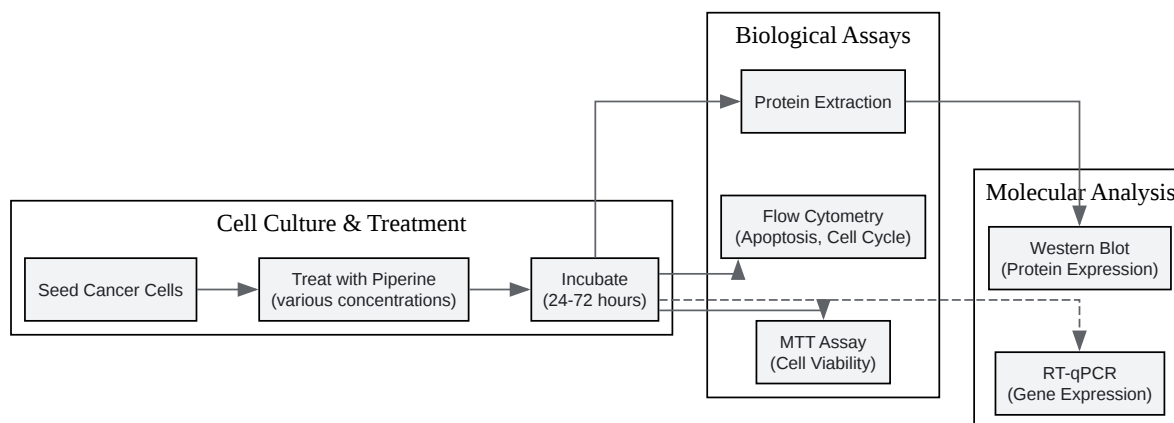 Biological Assays
Protein Extraction
Molecular Analysis
Cell Culture & Treatment
Flow Cytometry
(Apoptosis, Cell Cycle)
Western Blot
(Protein Expression)
Seed Cancer Cells
Treat with Piperine
(various concentrations)
Incubate
(24-72 hours)
MTT Assay
(Cell Viability)
RT-qPCR
(Gene Expression)